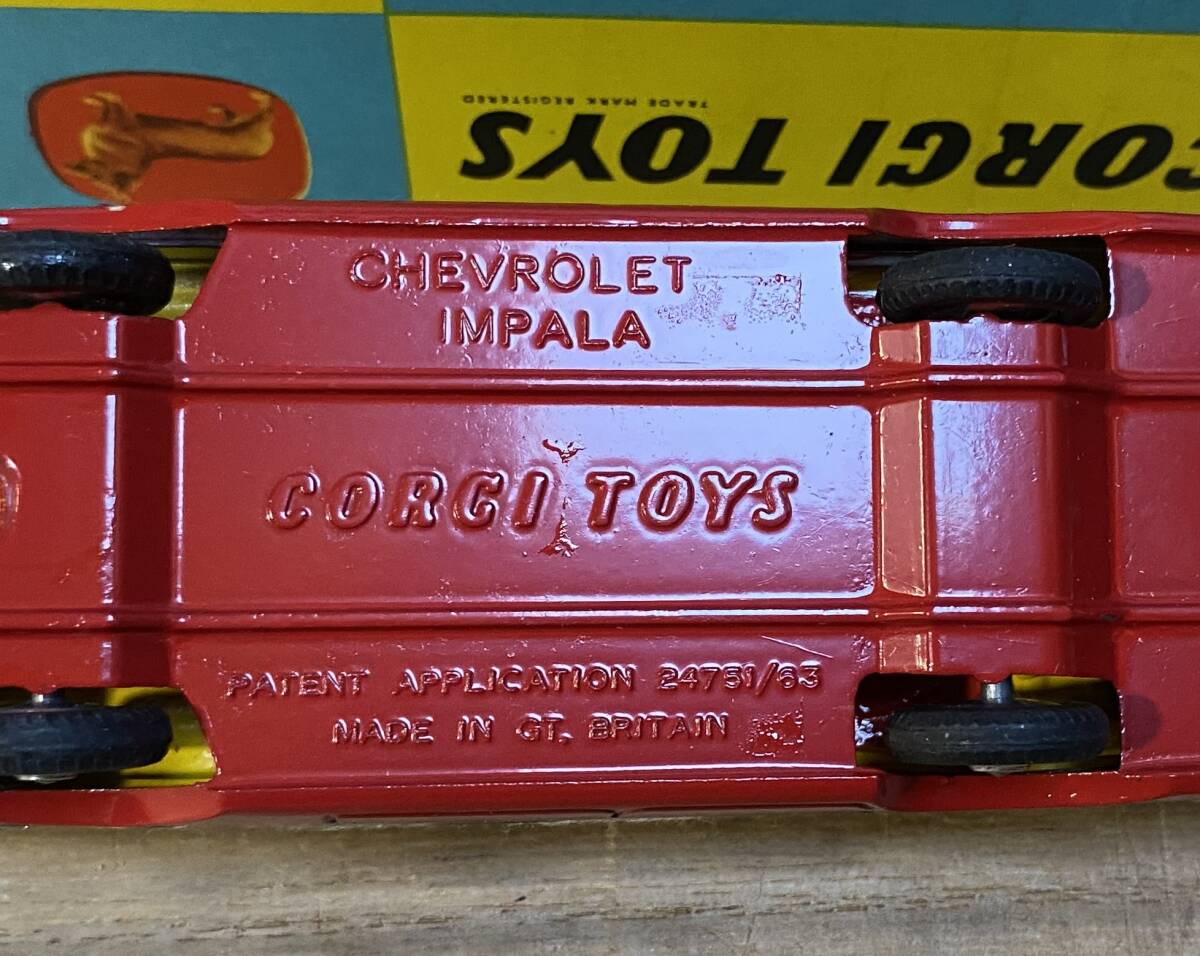 TRADE MARK REGISTERED
CORGI TOYS
CHEVROLET
IMPALA
CORGI TOYS
PATENT APPLICATION 24751/63
MADE IN GT. BRITAIN